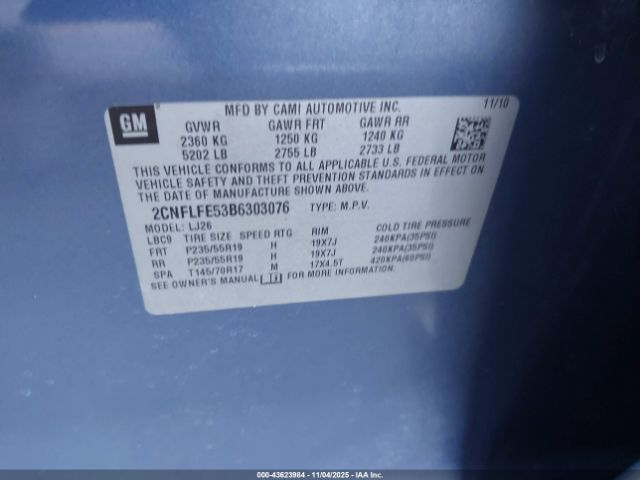 GM
MFD BY CAMI AUTOMOTIVE INC. 11/10
GVWR GAWR FRT GAWR RR
2360 KG 1250 KG 1240 KG
5202 LB 2755 LB 2733 LB
THIS VEHICLE CONFORMS TO ALL APPLICABLE U.S. FEDERAL MOTOR
VEHICLE SAFETY AND THEFT PREVENTION STANDARDS IN EFFECT ON
THE DATE OF MANUFACTURE SHOWN ABOVE.
2CNFLFE53B6303076 TYPE: M.P.V.
MODEL: LJ26
LBC9 TIRE SIZE SPEED RTG RIM COLD TIRE PRESSURE
FRT P235/55R19 H 19X7J 240KPA(35PSI)
RR P235/55R19 H 19X7J 240KPA(35PSI)
SPA T145/70R17 M 17X4.5T 420KPA(60PSI)
SEE OWNER'S MANUAL
000-43623984 - 11/04/2025 - Copyright © IAA, Inc.